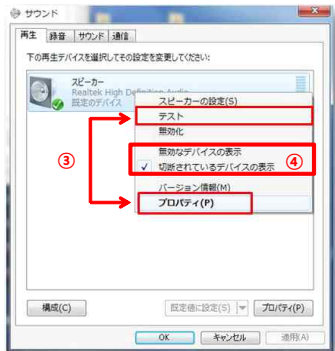 サウンド
再生 録音 サウンド 通信
下の再生デバイスを選択してその設定を変更してください:
スピーカー
Realtek High Definition Audio
既定のデバイス
スピーカーの設定(S)
テスト
無効化
無効なデバイスの表示
✓ 切断されているデバイスの表示
バージョン情報(M)
プロパティ(P)
③
④
構成(C) 既定値に設定(S) プロパティ(P)
OK キャンセル 適用(A)